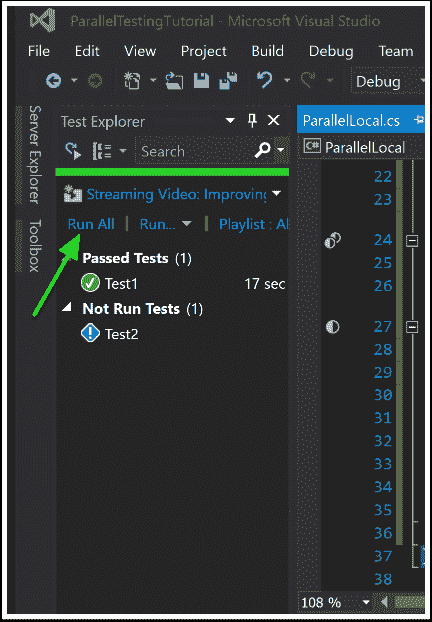 ParallelTestingTutorial - Microsoft Visual Studio
File Edit View Project Build Debug Team
Debug
Server Explorer
Toolbox
Test Explorer
Search
Streaming Video: Improving
Run All | Run... | Playlist : Al
Passed Tests (1)
Test1 17 sec
Not Run Tests (1)
Test2
ParallelLocal.cs
C# ParallelLocal
22
23
24
25
26
27
28
29
30
31
32
33
34
35
36
37
38
108 %